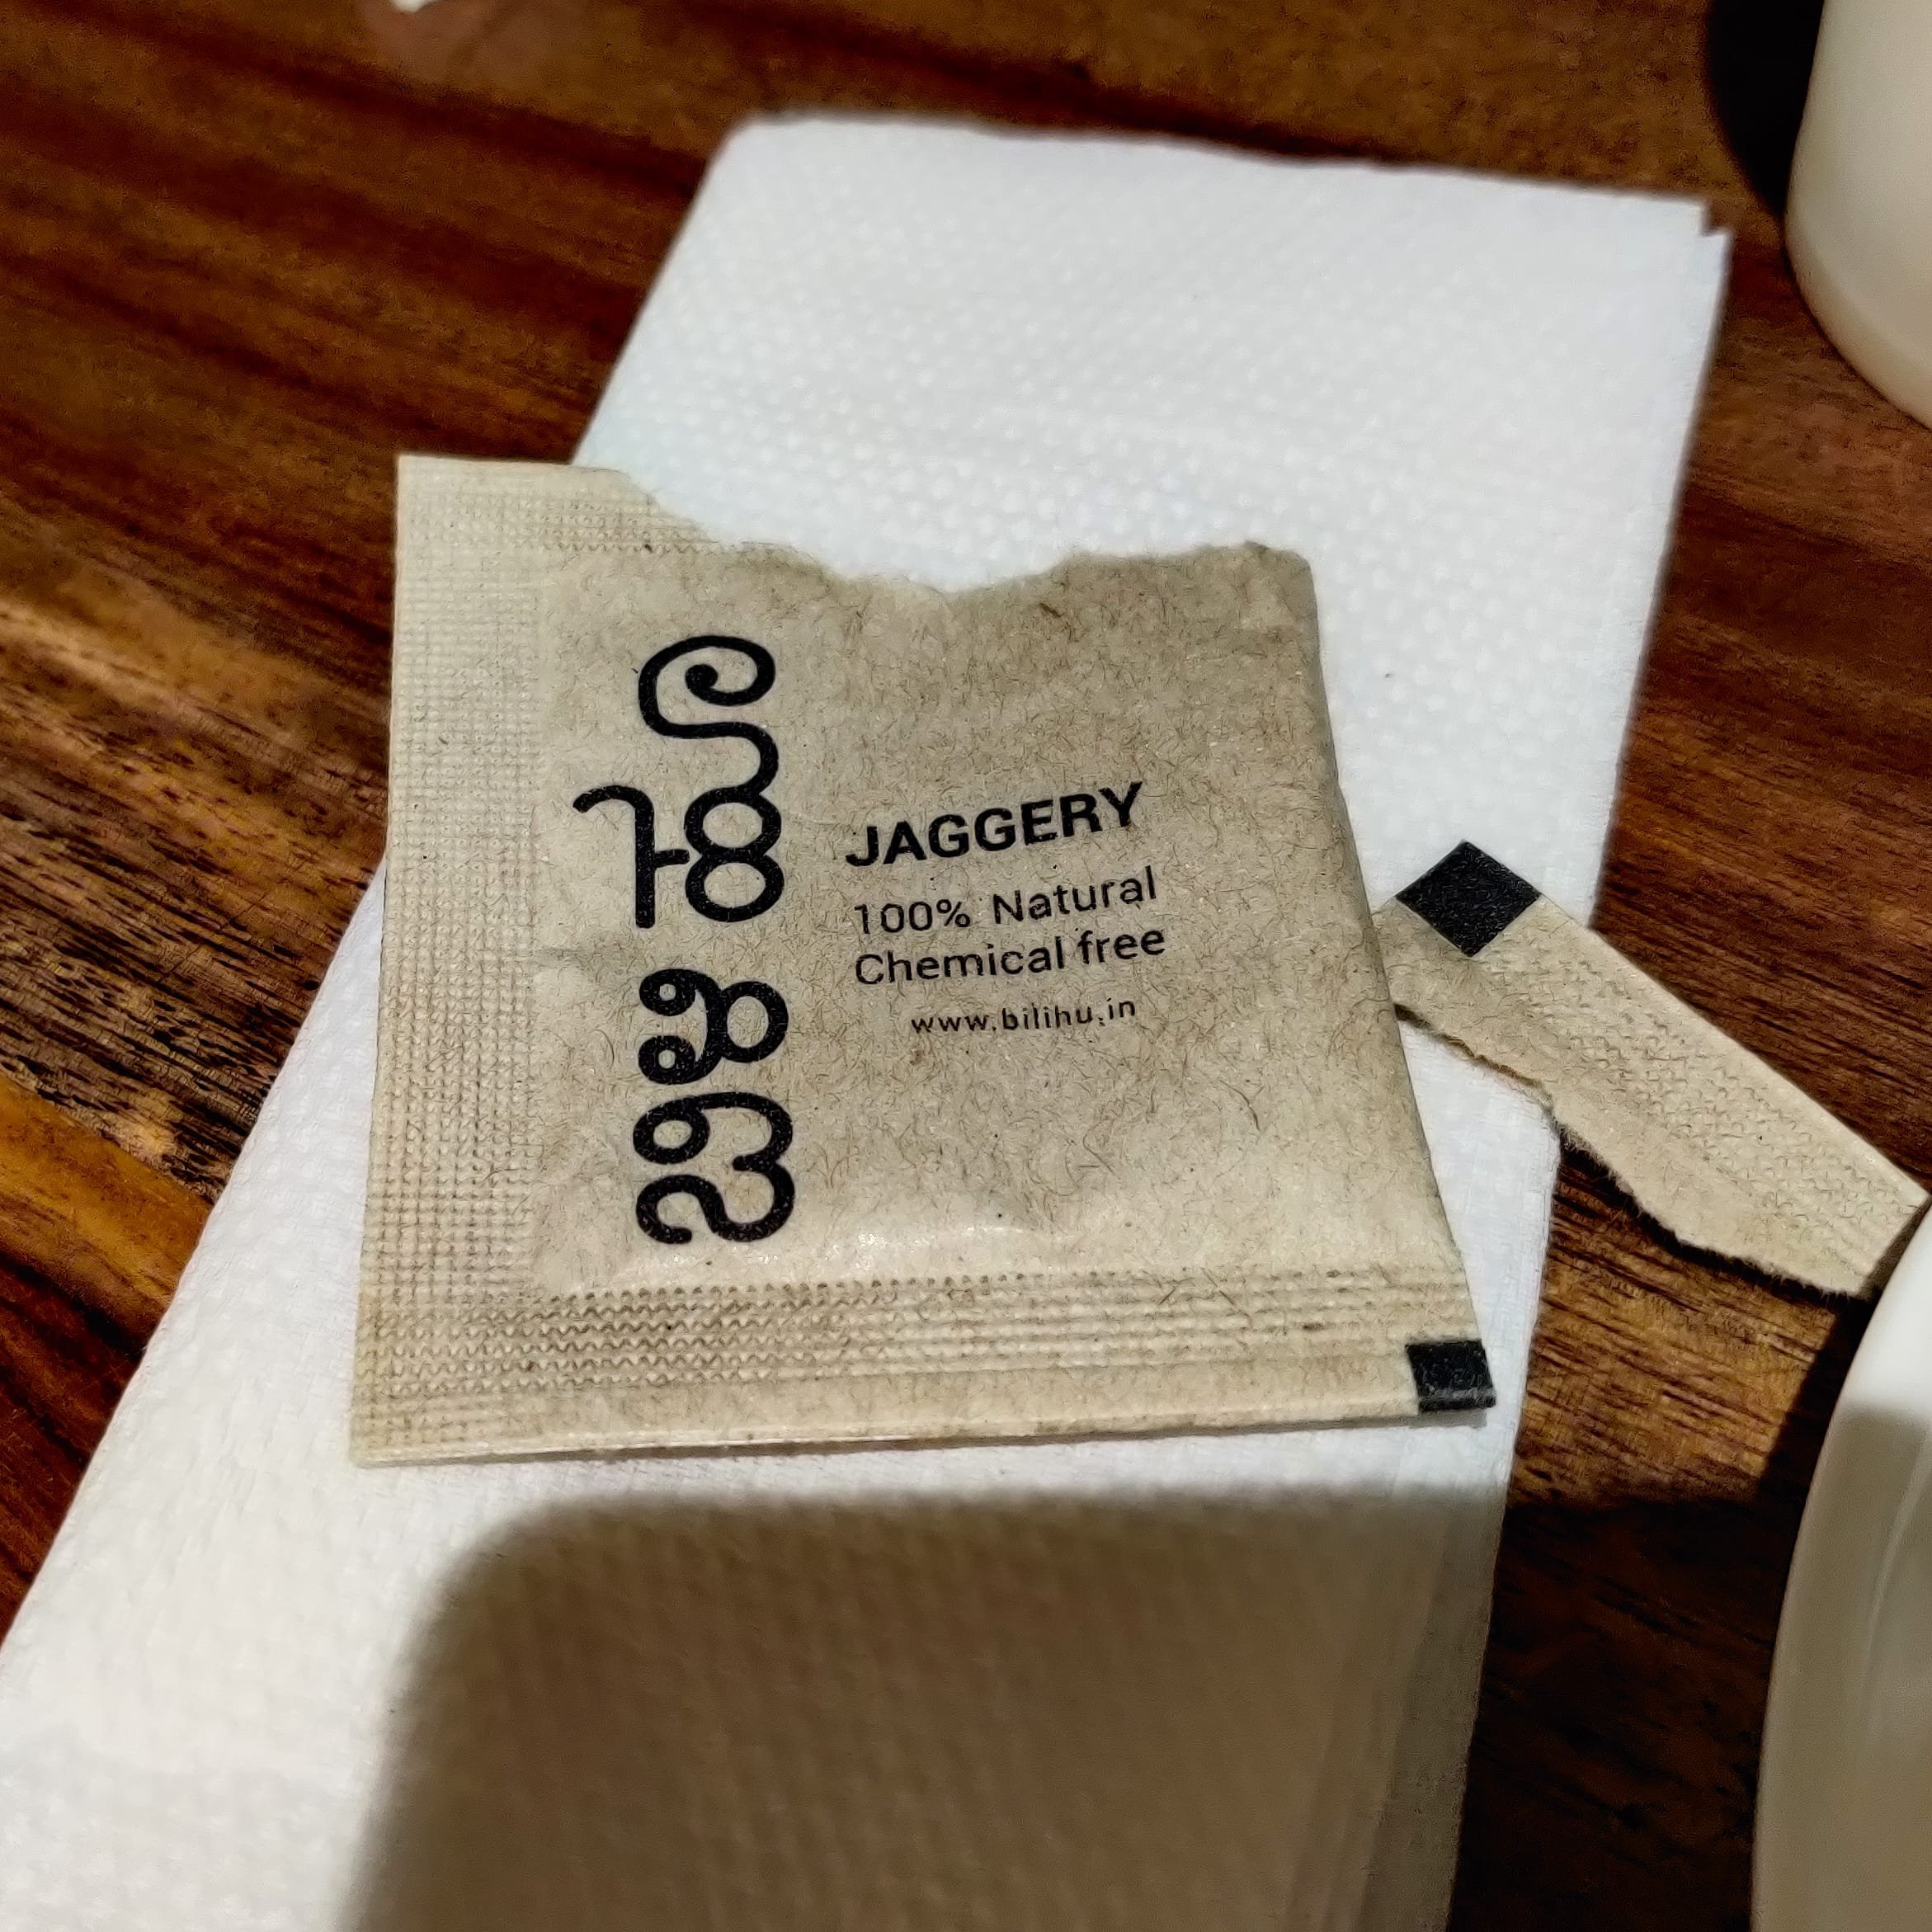 JAGGERY
100% Natural
Chemical free
www.bilihu.in